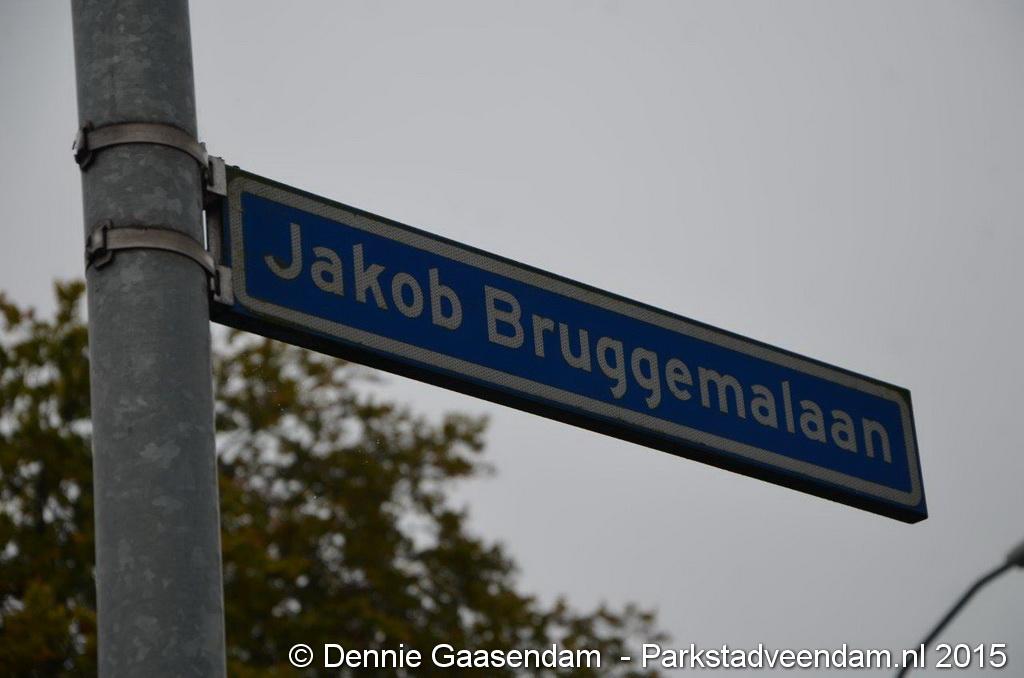 Jakob Bruggemalaan
© Dennie Gaasendam - Parkstadveendam.nl 2015